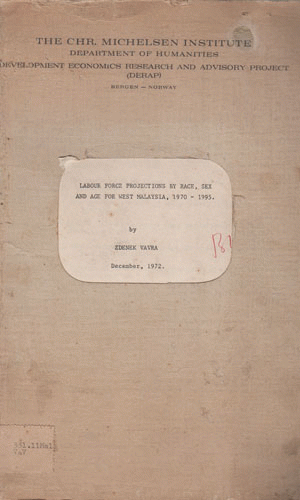 THE CHR. MICHELSEN INSTITUTE
DEPARTMENT OF HUMANITIES
DEVELOPMENT ECONOMICS RESEARCH AND ADVISORY PROJECT
(DERAP)
BERGEN — NORWAY
LABOUR FORCE PROJECTIONS BY RACE, SEX
AND AGE FOR WEST MALAYSIA, 1970 - 1995.
by
ZDENEK VAVRA
December, 1972.